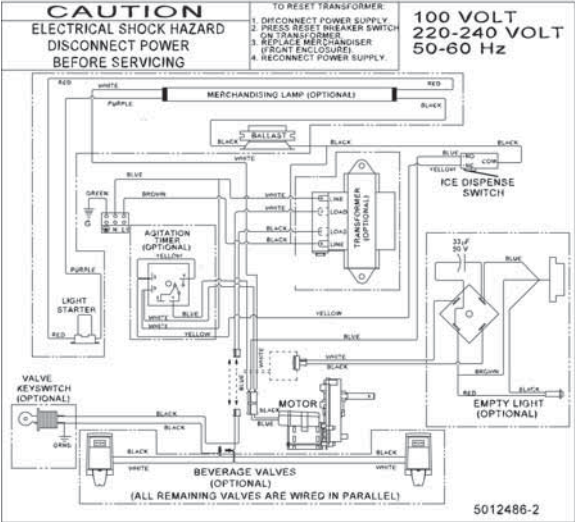 CAUTION
ELECTRICAL SHOCK HAZARD
DISCONNECT POWER
BEFORE SERVICING
TO RESET TRANSFORMER:
1. DISCONNECT POWER SUPPLY
2. PRESS RESET BREAKER SWITCH
ON TRANSFORMER.
3. REPLACE MERCHANDISER
(FRONT ENCLOSURE).
4. RECONNECT POWER SUPPLY.
100 VOLT
220-240 VOLT
50-60 Hz
RED
WHITE
RED
MERCHANDISING LAMP (OPTIONAL)
PURPLE
BLACK
BALLAST
BLACK
BLACK
WHITE
BLACK
BLUE
NO
COM
NC
YELLOW
ICE DISPENSE
SWITCH
BLUE
GREEN
BROWN
WHITE
LINE
WHITE
LOAD
BLACK
LOAD
BLACK
LINE
TRANSFORMER
(OPTIONAL)
G
N
AGITATION
TIMER
(OPTIONAL)
YELLOW
BLUE
WHITE
WHITE
YELLOW
33µF
50 V
BLUE
PURPLE
LIGHT
STARTER
RED
YELLOW
BLUE
WHITE
BLUE
WHITE
BLACK
BROWN
RED
BLACK
EMPTY LIGHT
(OPTIONAL)
VALVE
KEYSWITCH
(OPTIONAL)
MOTOR
BLACK
BLUE
BLACK
BLACK
GRNG
BLACK
WHITE
BLACK
WHITE
BEVERAGE VALVES
(OPTIONAL)
(ALL REMAINING VALVES ARE WIRED IN PARALLEL)
5012486-2